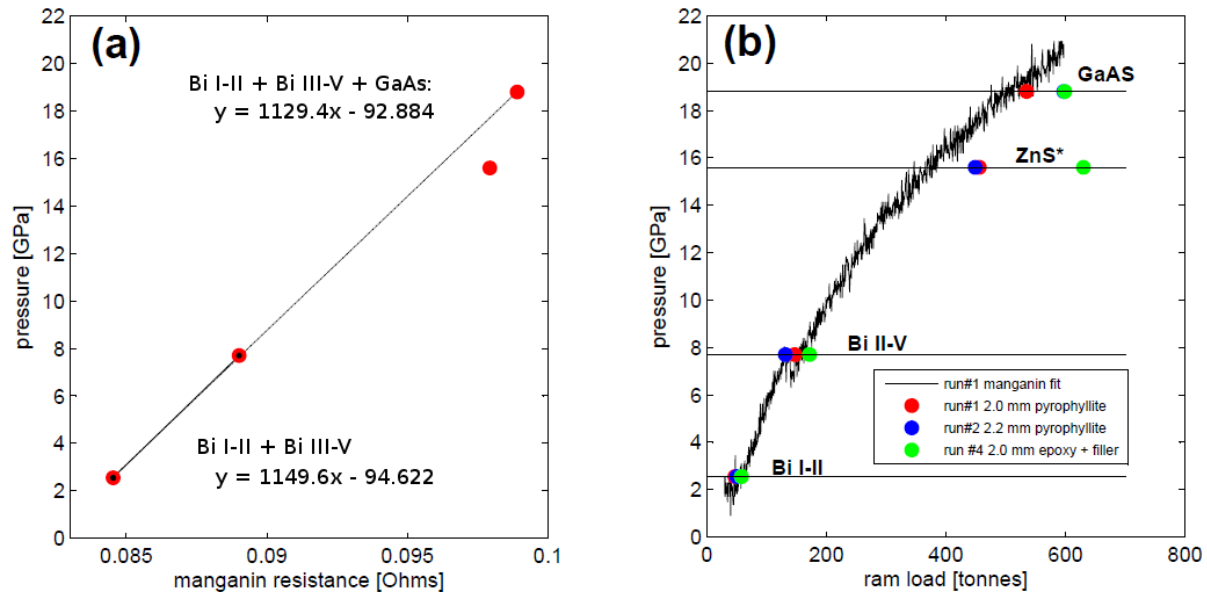 (a)
22
20
18
16
14
12
10
8
6
4
2
0
pressure [GPa]
Bi I-II + Bi III-V + GaAs:
y = 1129.4x - 92.884
Bi I-II + Bi III-V
y = 1149.6x - 94.622
0.085
0.09
0.095
0.1
manganin resistance [Ohms]
(b)
22
20
18
16
14
12
10
8
6
4
2
0
pressure [GPa]
GaAS
ZnS*
Bi II-V
run#1 manganin fit
run#1 2.0 mm pyrophyllite
run#2 2.2 mm pyrophyllite
run #4 2.0 mm epoxy + filler
Bi I-II
0
200
400
600
800
ram load [tonnes]